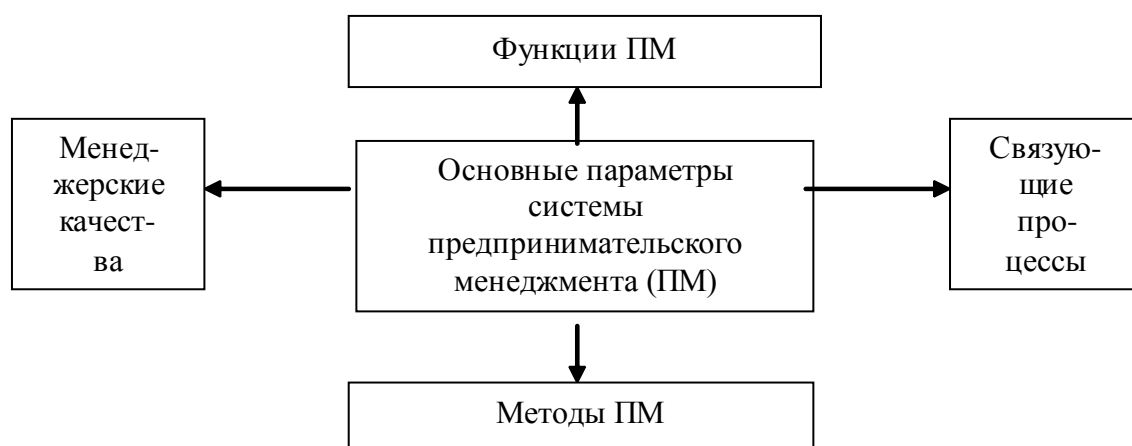 Функции ПМ
Менед-
жерские
качест-
ва
Основные параметры
системы
предпринимательского
менеджмента (ПМ)
Связую-
щие
про-
цессы
Методы ПМ